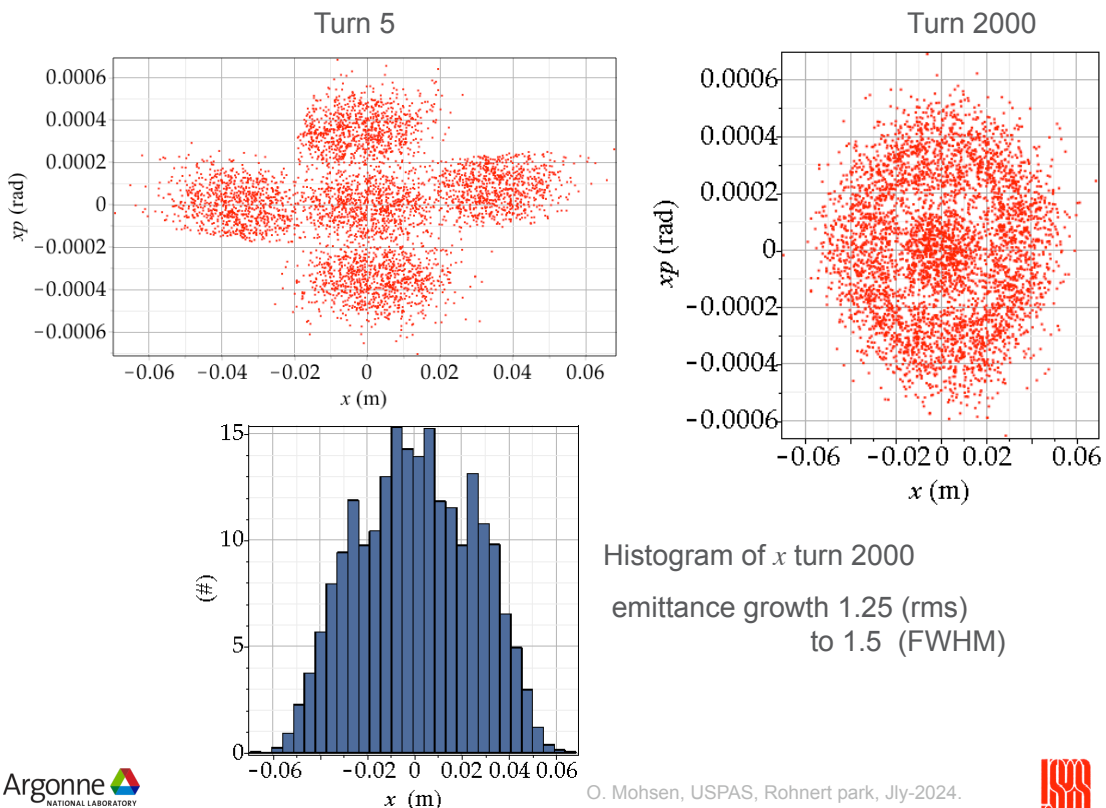 Turn 5
Turn 2000
0.0006
0.0004
0.0002
0
−0.0002
−0.0004
−0.0006
xp (rad)
−0.06 −0.04 −0.02 0 0.02 0.04 0.06
x (m)
0.0006
0.0004
0.0002
0
−0.0002
−0.0004
−0.0006
xp (rad)
−0.06 −0.02 0 0.02 0.06
x (m)
15
10
5
0
(#)
−0.06 −0.02 0 0.02 0.04 0.06
x (m)
Histogram of x turn 2000
emittance growth 1.25 (rms)
to 1.5 (FWHM)
Argonne
NATIONAL LABORATORY
O. Mohsen, USPAS, Rohnert park, Jly-2024.